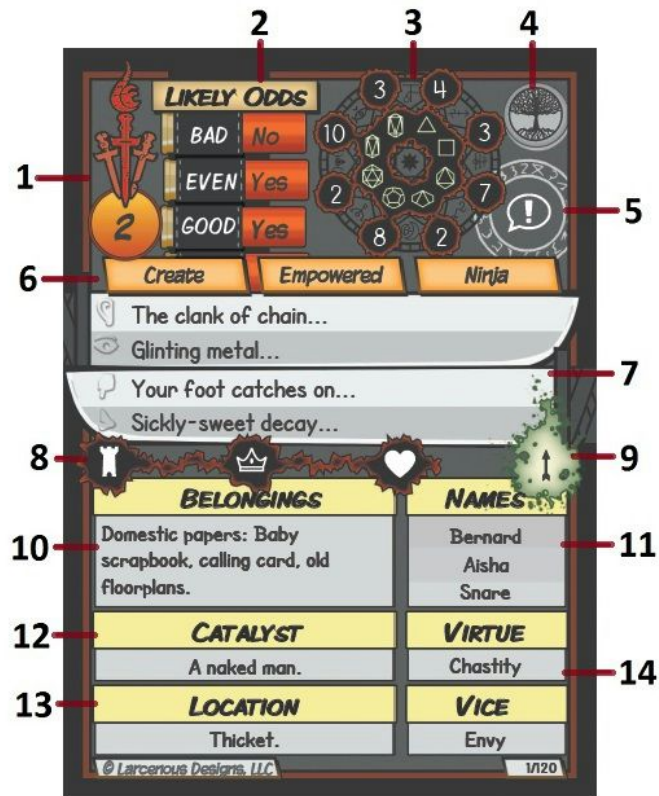 2
3
4
1
2
LIKELY ODDS
BAD No
EVEN Yes
GOOD Yes
3
4
10
3
2
7
8
2
!
5
6
Create
Empowered
Ninja
The clank of chain...
Glinting metal...
Your foot catches on...
Sickly-sweet decay...
7
8
9
BELONGINGS
Domestic papers: Baby
scrapbook, calling card, old
floorplans.
10
NAMES
Bernard
Aisha
Snare
11
12
CATALYST
A naked man.
VIRTUE
Chastity
14
13
LOCATION
Thicket.
VICE
Envy
© Larcenous Designs, LLC
1/120